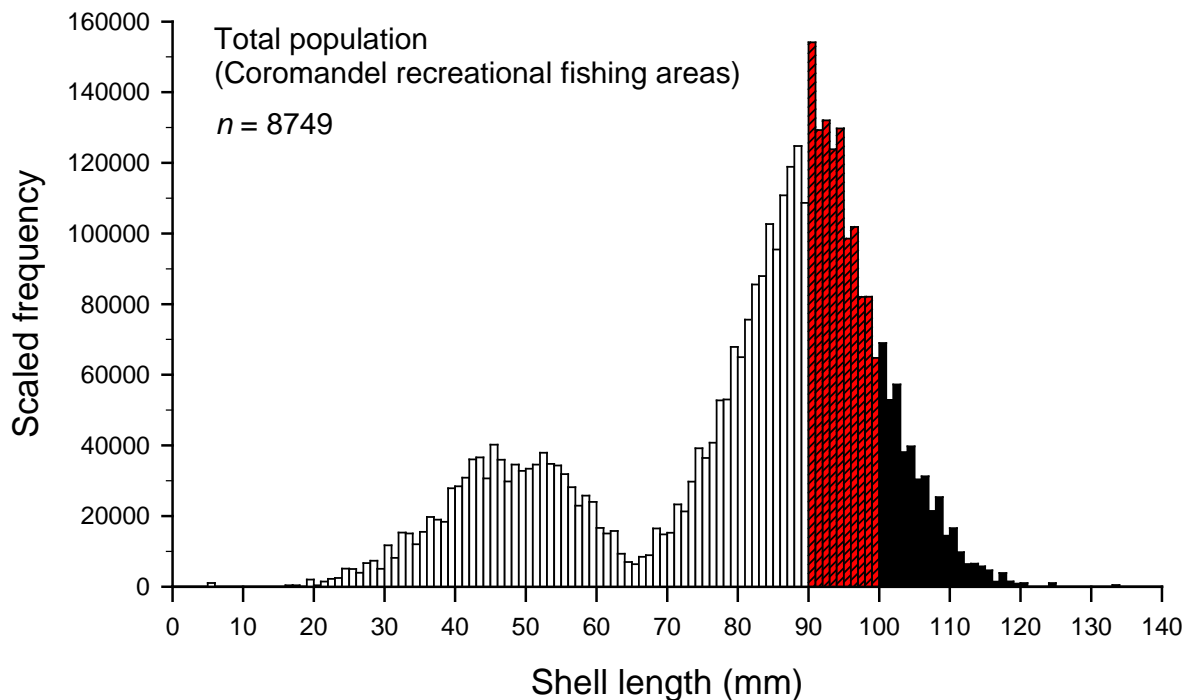 Total population
(Coromandel recreational fishing areas)
n = 8749
Scaled frequency
160000
140000
120000
100000
80000
60000
40000
20000
0
0 10 20 30 40 50 60 70 80 90 100 110 120 130 140
Shell length (mm)